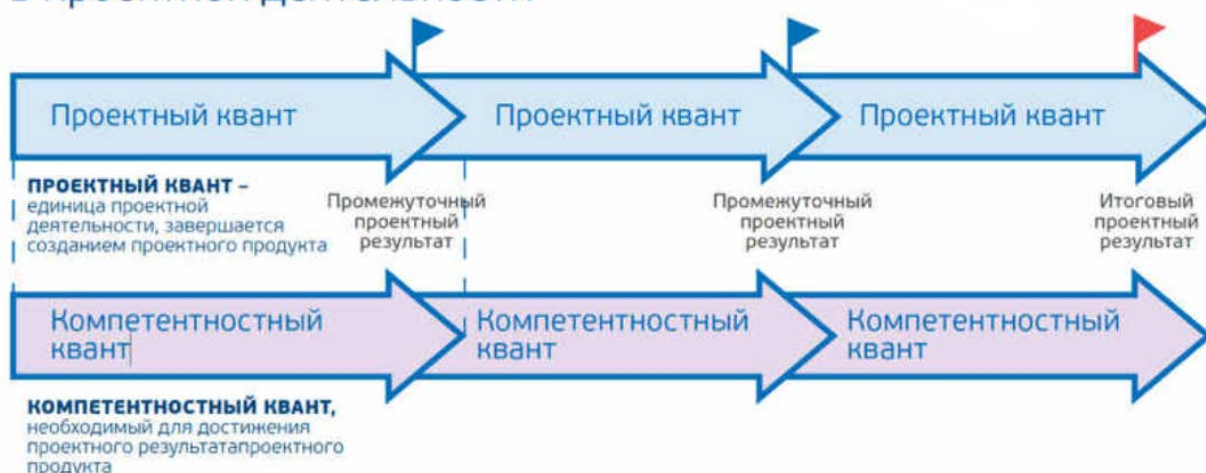 Проектный квант
Проектный квант
Проектный квант
ПРОЕКТНЫЙ КВАНТ –
единица проектной
деятельности, завершается
созданием проектного продукта
Промежуточный
проектный
результат
Промежуточный
проектный
результат
Итоговый
проектный
результат
Компетентностный
квант
Компетентностный
квант
Компетентностный
квант
КОМПЕТЕНТНОСТНЫЙ КВАНТ,
необходимый для достижения
проектного результатапроектного
продукта